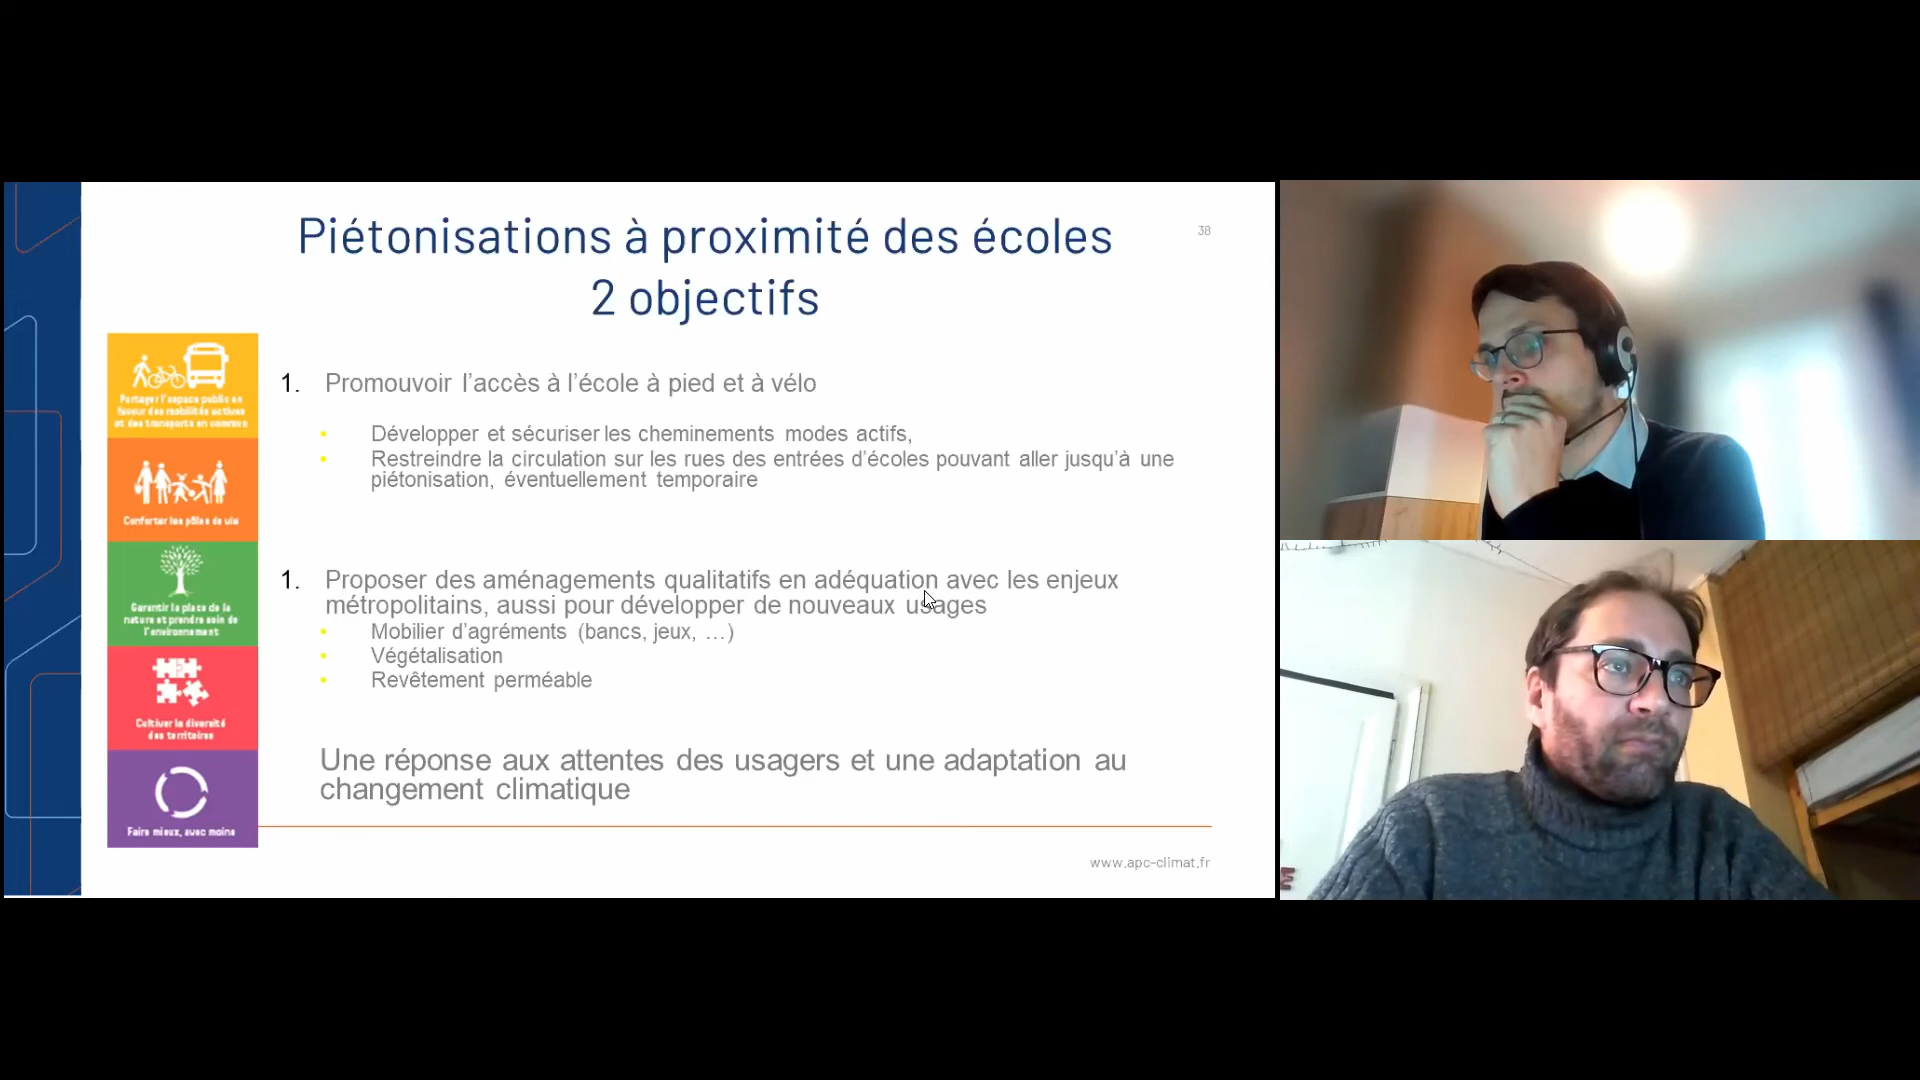 Piétonisations à proximité des écoles
2 objectifs
38
Partager l'espace public en
faveur des mobilités actives
et des transports en commun
Conforter les pôles de vie
Garantir la place de la
nature et prendre soin de
l'environnement
Cultiver la diversité
des territoires
Faire mieux, avec moins
1. Promouvoir l’accès à l’école à pied et à vélo
• Développer et sécuriser les cheminements modes actifs,
• Restreindre la circulation sur les rues des entrées d’écoles pouvant aller jusqu’à une
piétonisation, éventuellement temporaire
1. Proposer des aménagements qualitatifs en adéquation avec les enjeux
métropolitains, aussi pour développer de nouveaux usages
• Mobilier d’agréments (bancs, jeux, …)
• Végétalisation
• Revêtement perméable
Une réponse aux attentes des usagers et une adaptation au
changement climatique
www.apc-climat.fr